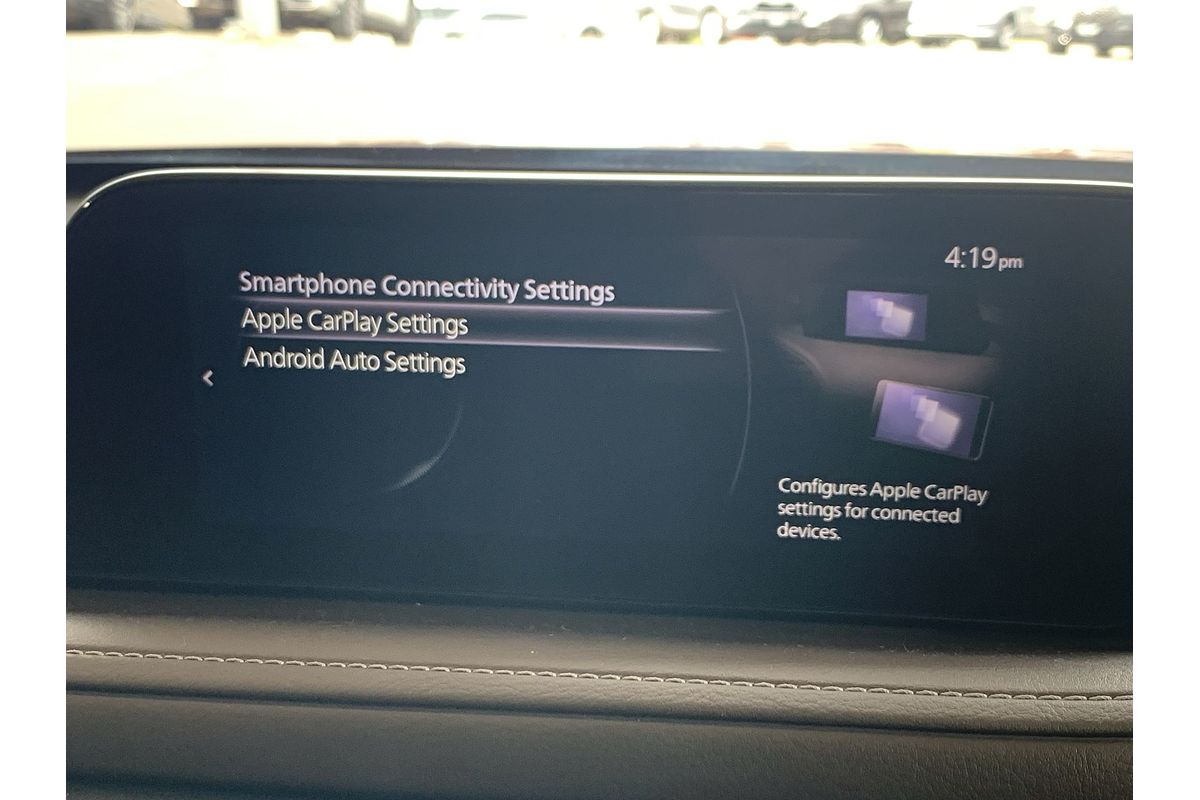 4:19pm
Smartphone Connectivity Settings
Apple CarPlay Settings
Android Auto Settings
Configures Apple CarPlay
settings for connected
devices.